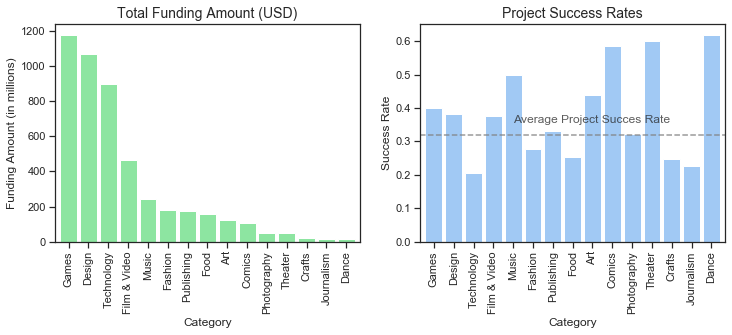 Total Funding Amount (USD)
1200
1000
800
600
400
200
0
Funding Amount (in millions)
Games
Design
Technology
Film & Video
Music
Fashion
Publishing
Food
Art
Comics
Photography
Theater
Crafts
Journalism
Dance
Category
Project Success Rates
0.6
0.5
0.4
0.3
0.2
0.1
0.0
Success Rate
Average Project Succes Rate
Games
Design
Technology
Film & Video
Music
Fashion
Publishing
Food
Art
Comics
Photography
Theater
Crafts
Journalism
Dance
Category